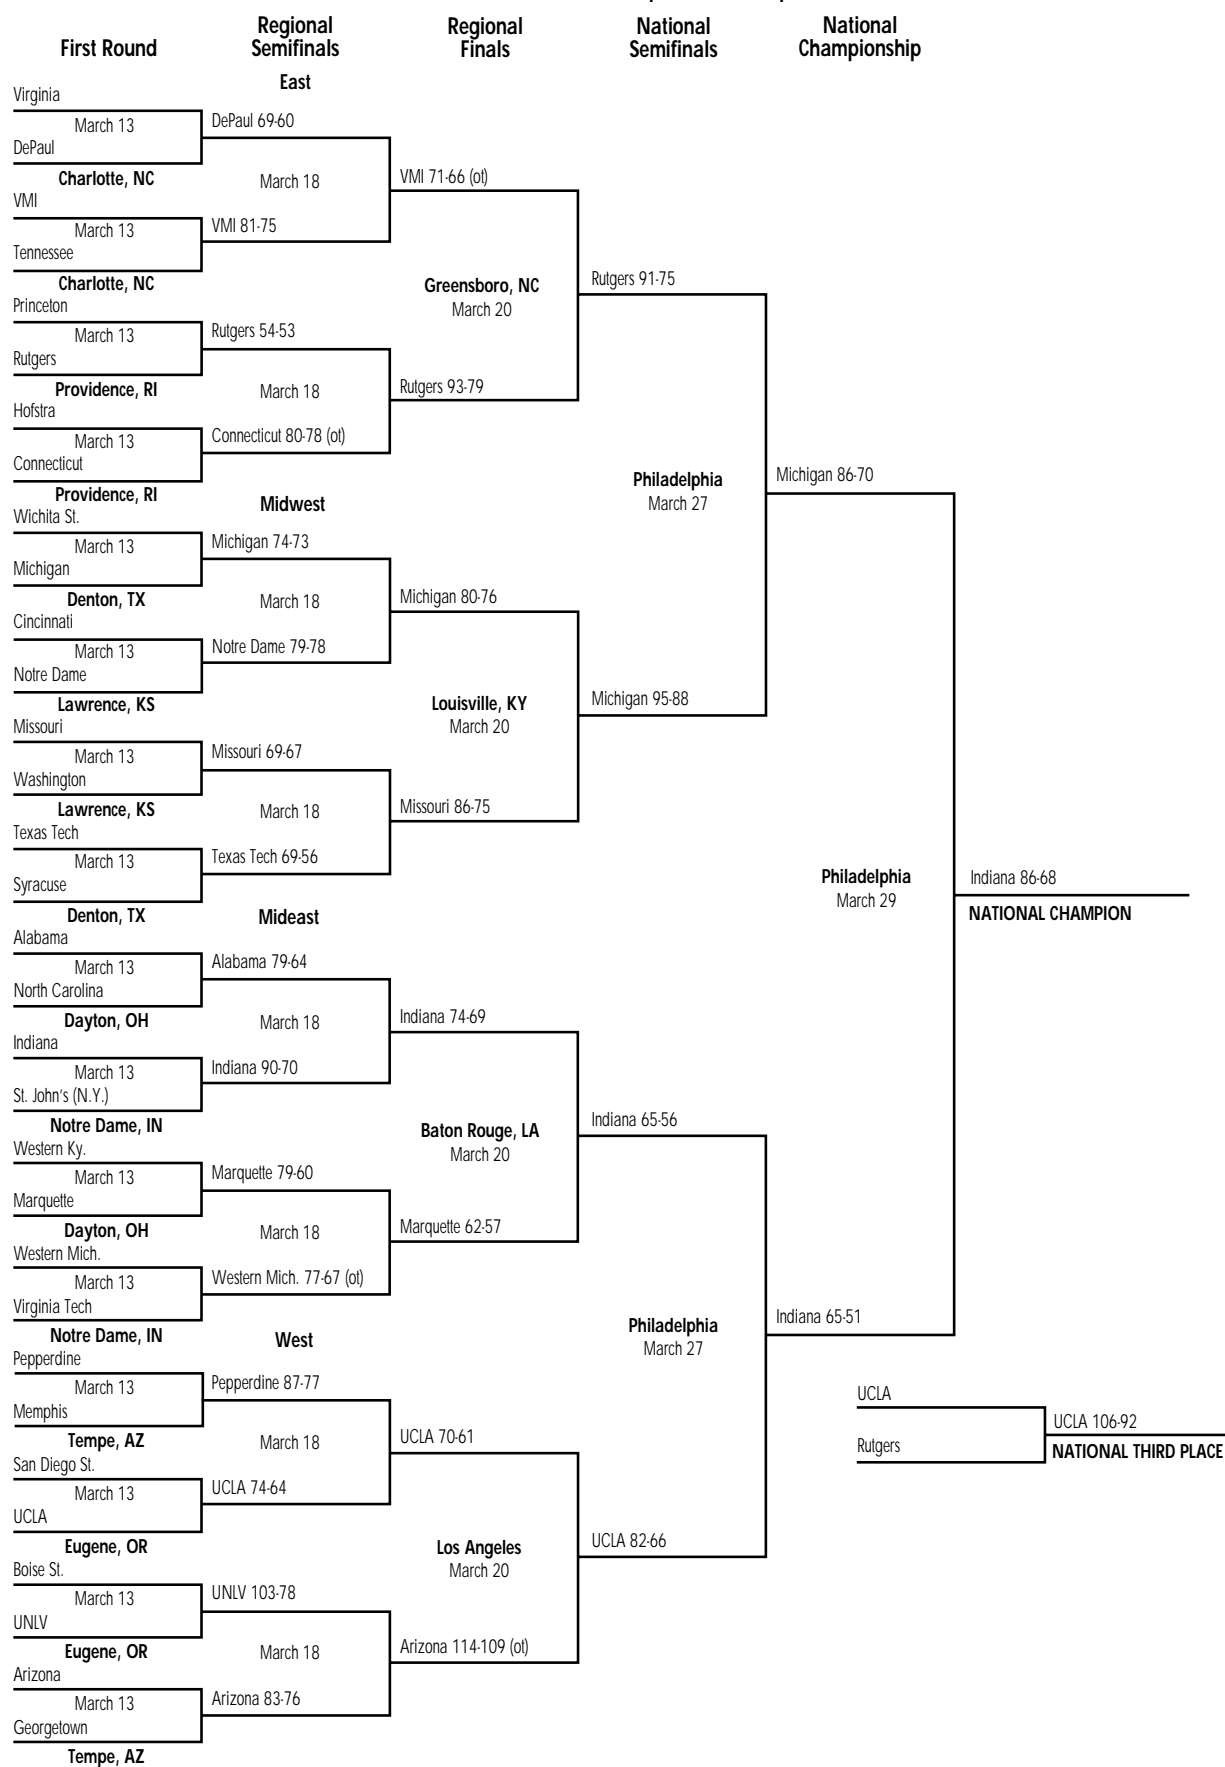 First Round
Regional
Semifinals
Regional
Finals
National
Semifinals
National
Championship
East
Virginia
March 13
DePaul
Charlotte, NC
VMI
March 13
Tennessee
Charlotte, NC
Princeton
March 13
Rutgers
Providence, RI
Hofstra
March 13
Connecticut
Providence, RI
DePaul 69-60
March 18
VMI 81-75
Rutgers 54-53
March 18
Connecticut 80-78 (ot)
VMI 71-66 (ot)
Greensboro, NC
March 20
Rutgers 93-79
Rutgers 91-75
Midwest
Wichita St.
March 13
Michigan
Denton, TX
Cincinnati
March 13
Notre Dame
Lawrence, KS
Missouri
March 13
Washington
Lawrence, KS
Texas Tech
March 13
Syracuse
Denton, TX
Michigan 74-73
March 18
Notre Dame 79-78
Missouri 69-67
March 18
Texas Tech 69-56
Michigan 80-76
Louisville, KY
March 20
Missouri 86-75
Michigan 95-88
Philadelphia
March 27
Michigan 86-70
Mideast
Alabama
March 13
North Carolina
Dayton, OH
Indiana
March 13
St. John's (N.Y.)
Notre Dame, IN
Western Ky.
March 13
Marquette
Dayton, OH
Western Mich.
March 13
Virginia Tech
Notre Dame, IN
Alabama 79-64
March 18
Indiana 90-70
Marquette 79-60
March 18
Western Mich. 77-67 (ot)
Indiana 74-69
Baton Rouge, LA
March 20
Marquette 62-57
Indiana 65-56
West
Pepperdine
March 13
Memphis
Tempe, AZ
San Diego St.
March 13
UCLA
Eugene, OR
Boise St.
March 13
UNLV
Eugene, OR
Arizona
March 13
Georgetown
Tempe, AZ
Pepperdine 87-77
March 18
UCLA 74-64
UNLV 103-78
March 18
Arizona 83-76
UCLA 70-61
Los Angeles
March 20
Arizona 114-109 (ot)
UCLA 82-66
Philadelphia
March 27
Indiana 65-51
Philadelphia
March 29
Indiana 86-68
NATIONAL CHAMPION
UCLA
Rutgers
UCLA 106-92
NATIONAL THIRD PLACE